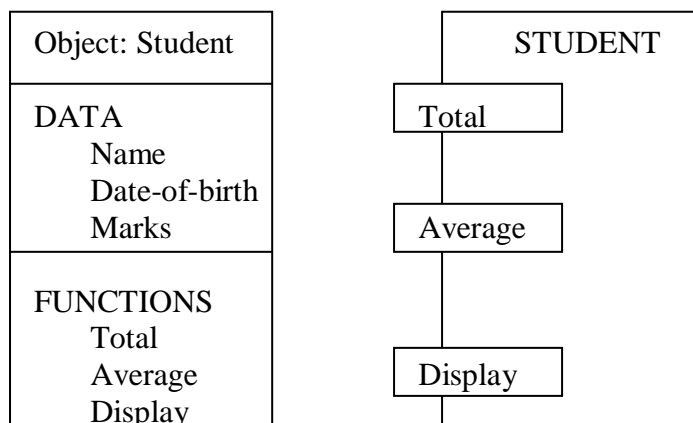 Object: Student
DATA
Name
Date-of-birth
Marks
FUNCTIONS
Total
Average
Display
STUDENT
Total
Average
Display